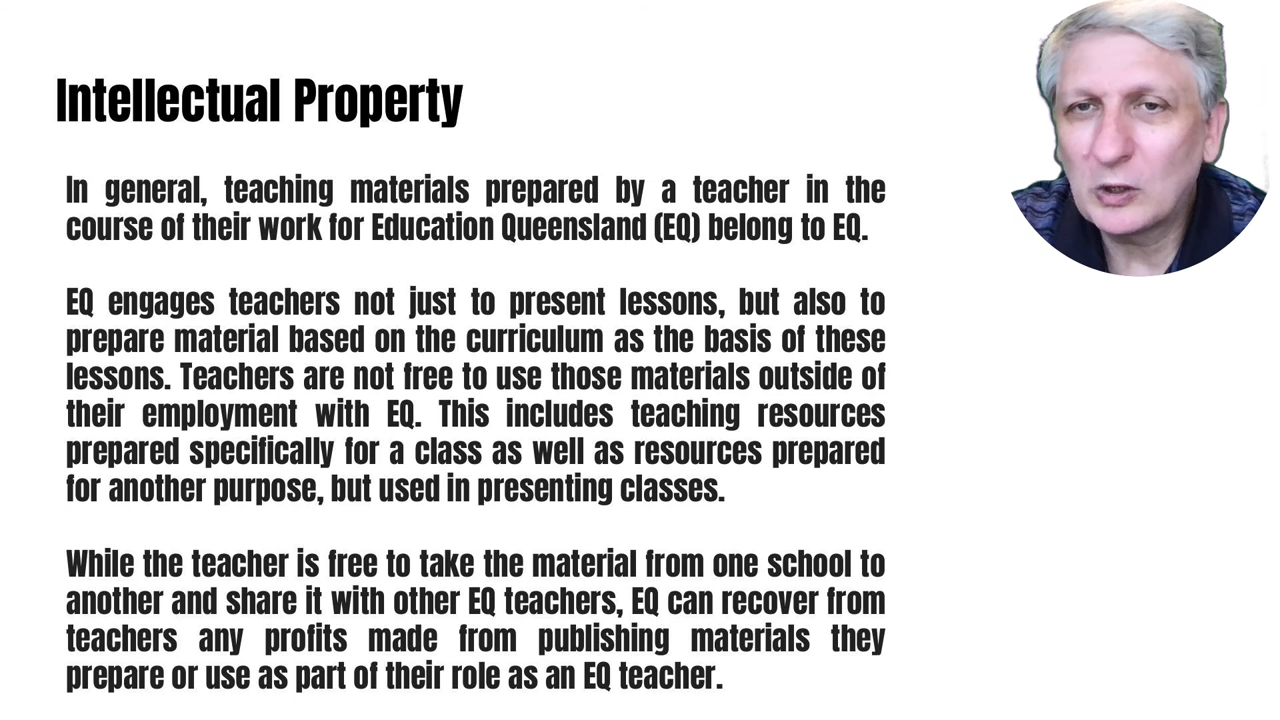 Intellectual Property
In general, teaching materials prepared by a teacher in the
course of their work for Education Queensland (EQ) belong to EQ.
EQ engages teachers not just to present lessons, but also to
prepare material based on the curriculum as the basis of these
lessons. Teachers are not free to use those materials outside of
their employment with EQ. This includes teaching resources
prepared specifically for a class as well as resources prepared
for another purpose, but used in presenting classes.
While the teacher is free to take the material from one school to
another and share it with other EQ teachers, EQ can recover from
teachers any profits made from publishing materials they
prepare or use as part of their role as an EQ teacher.